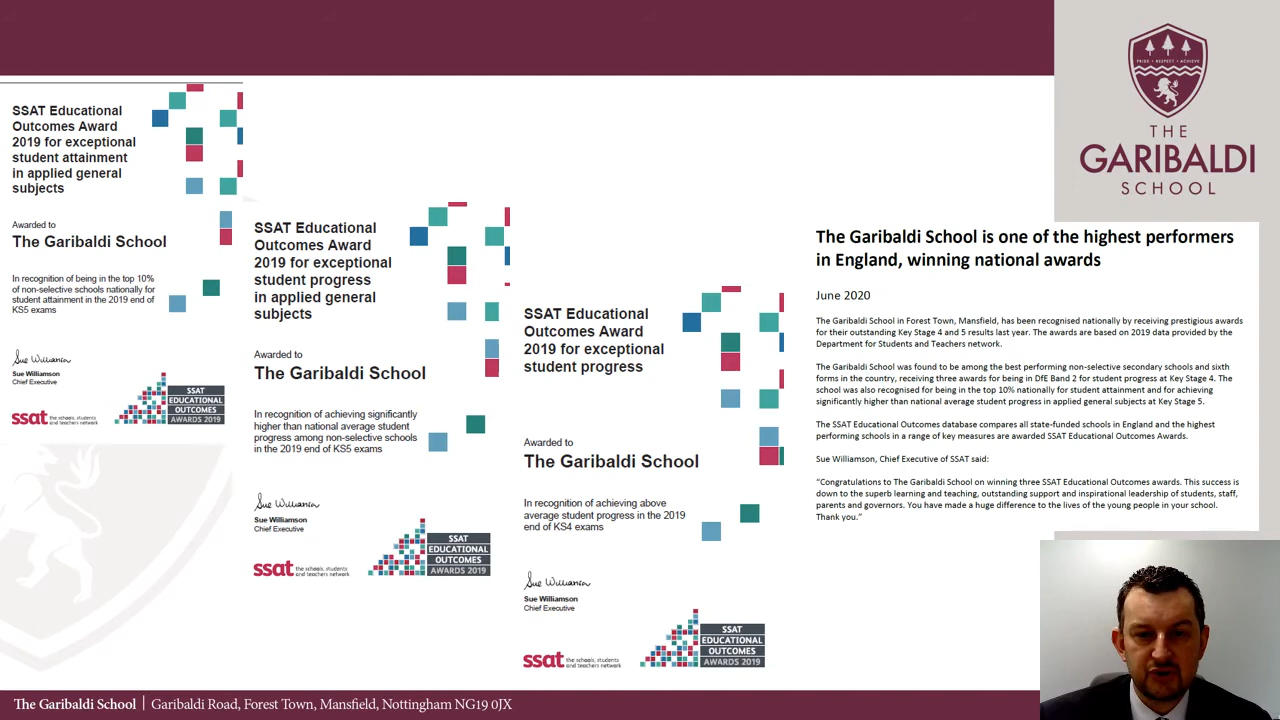 SSAT Educational
Outcomes Award
2019 for exceptional
student attainment
in applied general
subjects
Awarded to
The Garibaldi School
In recognition of being in the top 10%
of non-selective schools nationally for
student attainment in the 2019 end of
KS5 exams
Sue Williamson
Sue Williamson
Chief Executive
ssat the schools, students
and teachers network
SSAT
EDUCATIONAL
OUTCOMES
AWARDS 2019
SSAT Educational
Outcomes Award
2019 for exceptional
student progress
in applied general
subjects
Awarded to
The Garibaldi School
In recognition of achieving significantly
higher than national average student
progress among non-selective schools
in the 2019 end of KS5 exams
Sue Williamson
Sue Williamson
Chief Executive
ssat the schools, students
and teachers network
SSAT
EDUCATIONAL
OUTCOMES
AWARDS 2019
SSAT Educational
Outcomes Award
2019 for exceptional
student progress
Awarded to
The Garibaldi School
In recognition of achieving above
average student progress in the 2019
end of KS4 exams
Sue Williamson
Sue Williamson
Chief Executive
ssat the schools, students
and teachers network
SSAT
EDUCATIONAL
OUTCOMES
AWARDS 2019
PRIDE • RESPECT • ACHIEVE
THE
GARIBALDI
SCHOOL
The Garibaldi School is one of the highest performers
in England, winning national awards
June 2020
The Garibaldi School in Forest Town, Mansfield, has been recognised nationally by receiving prestigious awards
for their outstanding Key Stage 4 and 5 results last year. The awards are based on 2019 data provided by the
Department for Students and Teachers network.
The Garibaldi School was found to be among the best performing non-selective secondary schools and sixth
forms in the country, receiving three awards for being in DfE Band 2 for student progress at Key Stage 4. The
school was also recognised for being in the top 10% nationally for student attainment and for achieving
significantly higher than national average student progress in applied general subjects at Key Stage 5.
The SSAT Educational Outcomes database compares all state-funded schools in England and the highest
performing schools in a range of key measures are awarded SSAT Educational Outcomes Awards.
Sue Williamson, Chief Executive of SSAT said:
“Congratulations to The Garibaldi School on winning three SSAT Educational Outcomes awards. This success is
down to the superb learning and teaching, outstanding support and inspirational leadership of students, staff,
parents and governors. You have made a huge difference to the lives of the young people in your school.
Thank you.”
The Garibaldi School | Garibaldi Road, Forest Town, Mansfield, Nottingham NG19 0JX